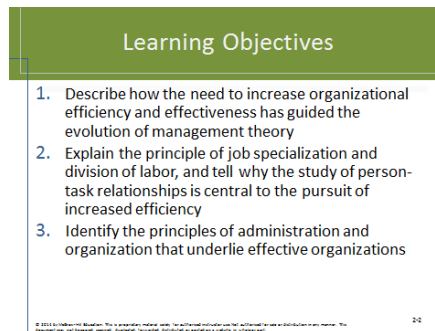 Learning Objectives
1. Describe how the need to increase organizational
efficiency and effectiveness has guided the
evolution of management theory
2. Explain the principle of job specialization and
division of labor, and tell why the study of person-
task relationships is central to the pursuit of
increased efficiency
3. Identify the principles of administration and
organization that underlie effective organizations
2-2